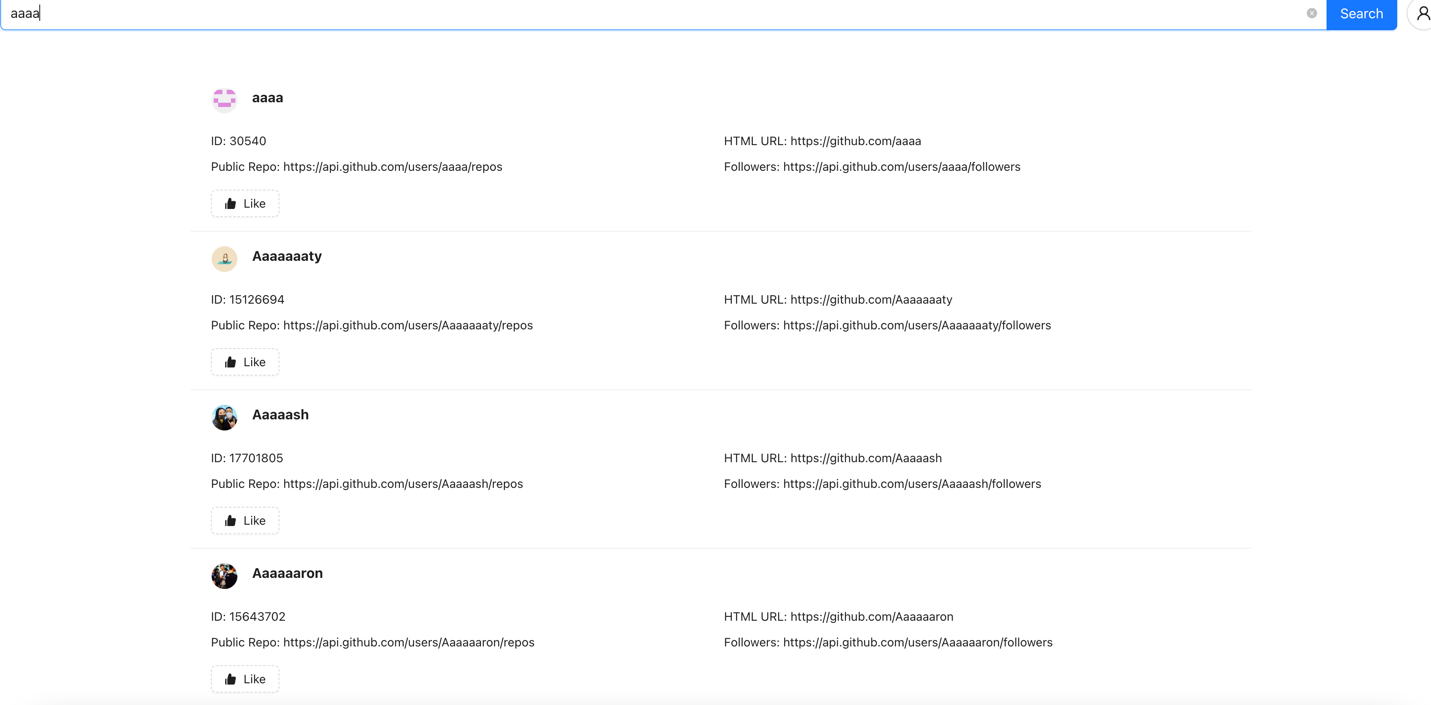 aaaa Search
aaaa
ID: 30540 HTML URL: https://github.com/aaaa
Public Repo: https://api.github.com/users/aaaa/repos Followers: https://api.github.com/users/aaaa/followers
Like
Aaaaaaaty
ID: 15126694 HTML URL: https://github.com/Aaaaaaaty
Public Repo: https://api.github.com/users/Aaaaaaaty/repos Followers: https://api.github.com/users/Aaaaaaaty/followers
Like
Aaaaash
ID: 17701805 HTML URL: https://github.com/Aaaaash
Public Repo: https://api.github.com/users/Aaaaash/repos Followers: https://api.github.com/users/Aaaaash/followers
Like
Aaaaaaron
ID: 15643702 HTML URL: https://github.com/Aaaaaaron
Public Repo: https://api.github.com/users/Aaaaaaron/repos Followers: https://api.github.com/users/Aaaaaaron/followers
Like